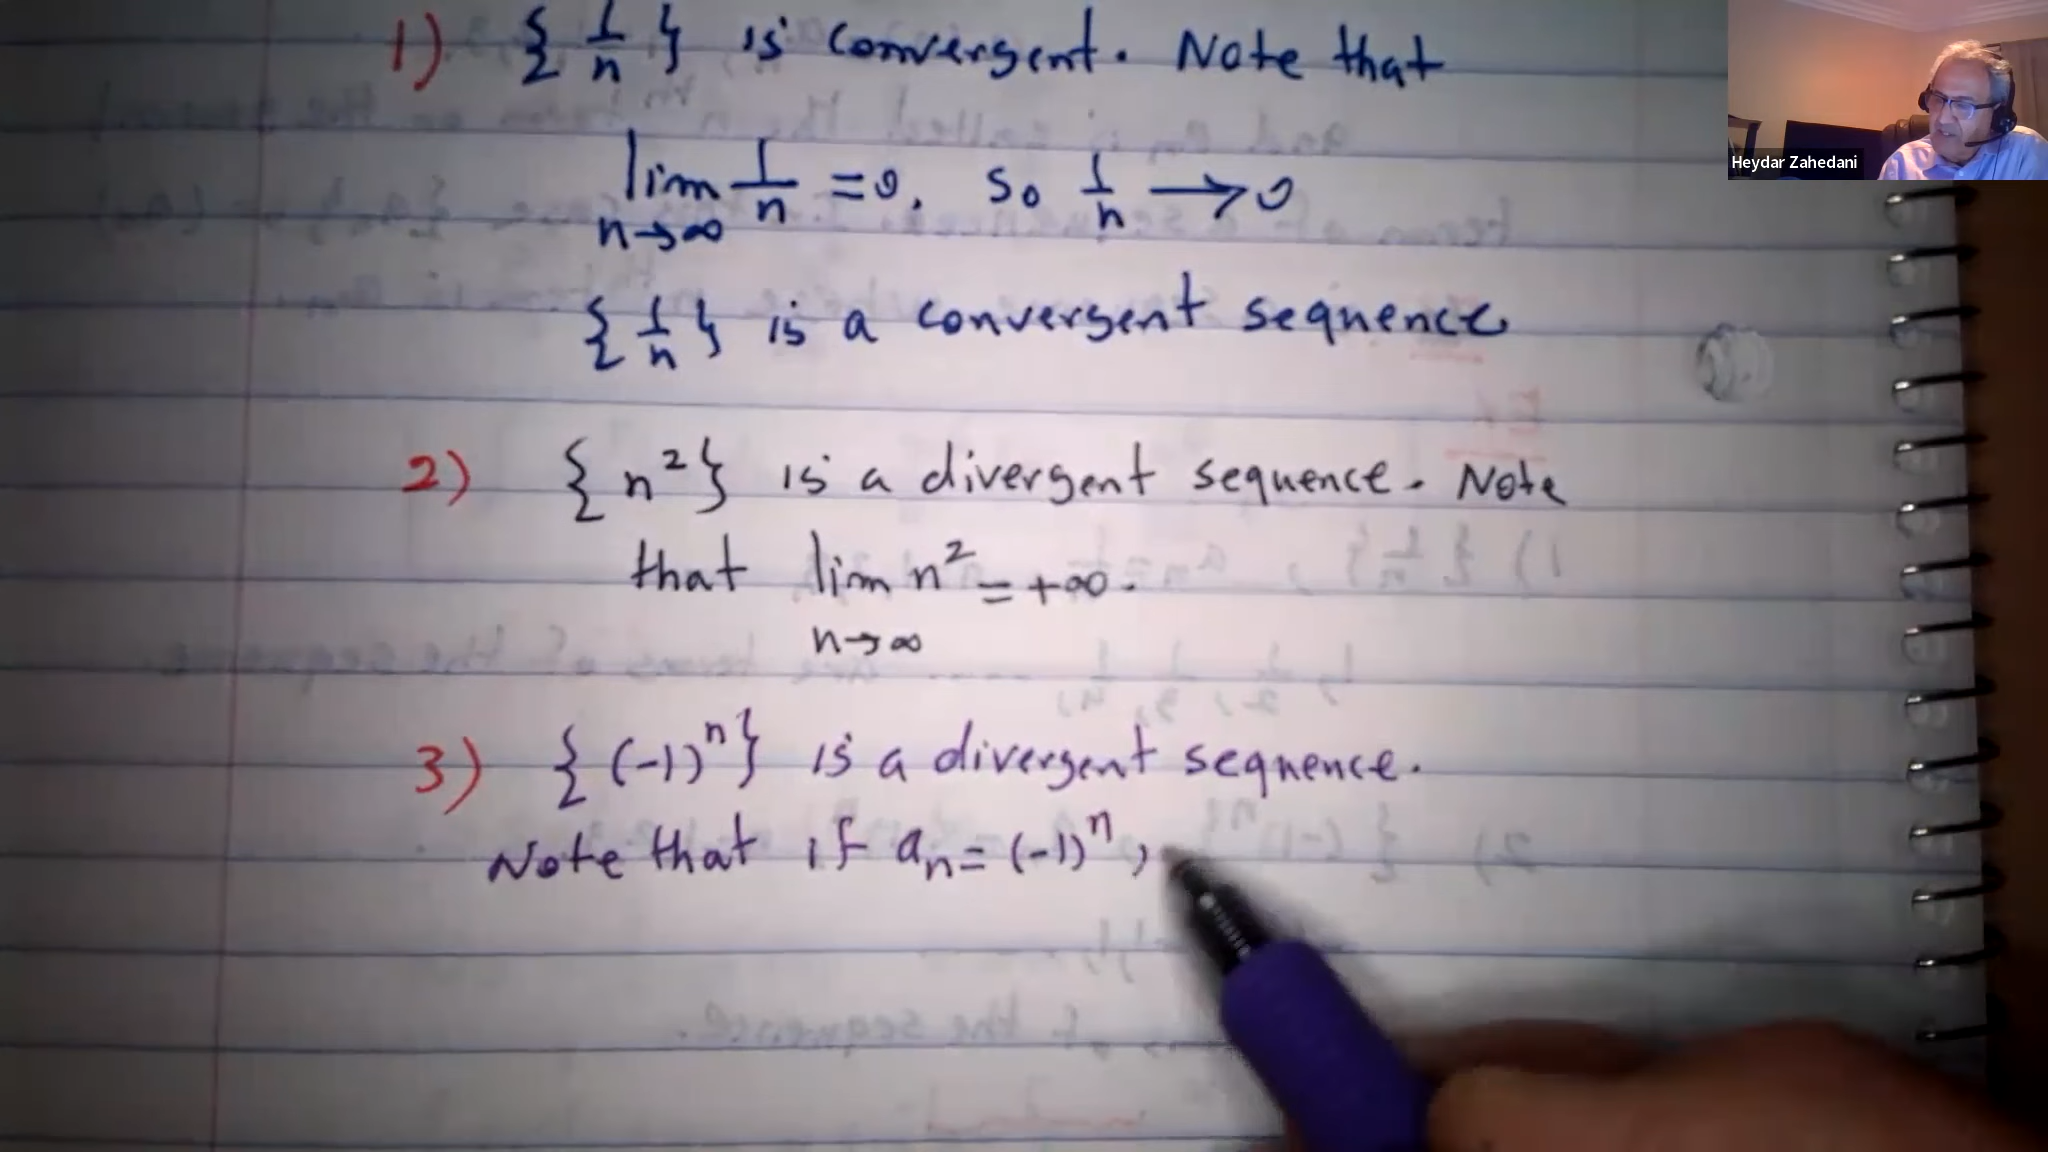 1) { 1/n } is convergent. Note that
Heydar Zahedani
lim 1/n = 0. So 1/n → 0
n→∞
{ 1/n } is a convergent sequence
2) { n² } is a divergent sequence. Note
that lim n² = +∞.
n→∞
3) { (-1)ⁿ } is a divergent sequence.
Note that if aₙ = (-1)ⁿ,